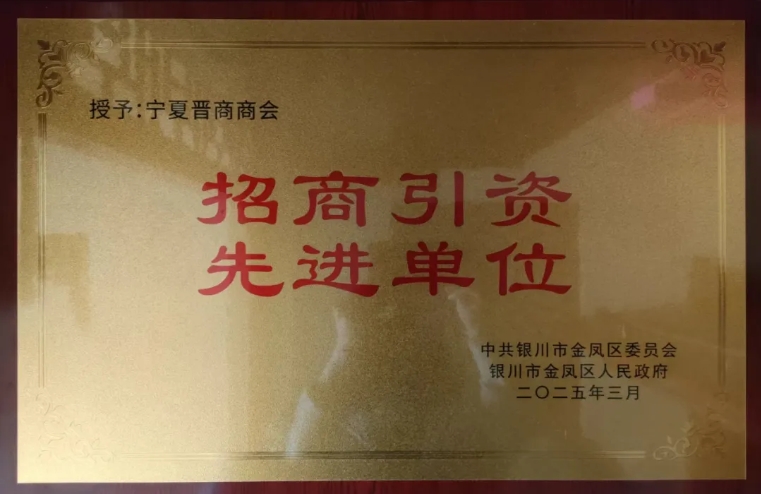 授予:宁夏晋商商会
招商引资
先进单位
中共银川市金凤区委员会
银川市金凤区人民政府
二〇二五年三月